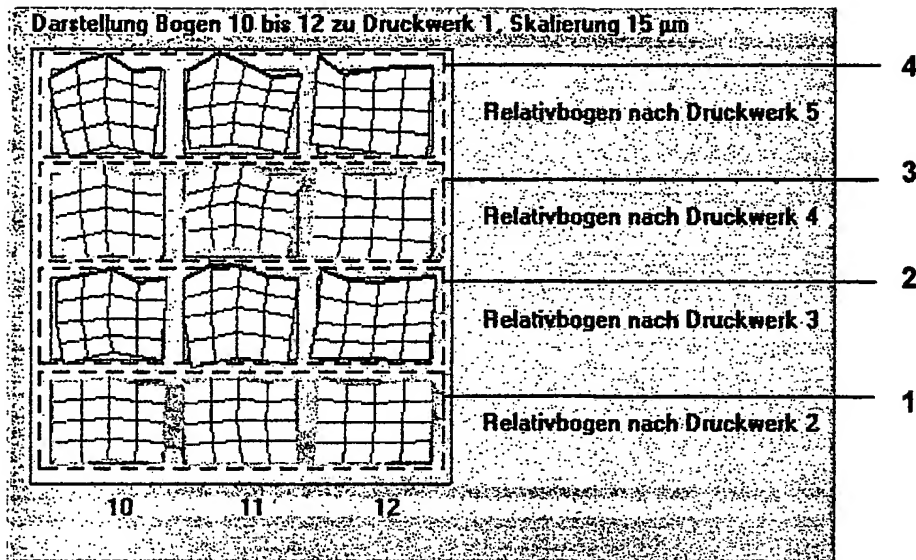 Darstellung Bogen 10 bis 12 zu Druckwerk 1, Skalierung 15 µm
4
Relativbogen nach Druckwerk 5
3
Relativbogen nach Druckwerk 4
2
Relativbogen nach Druckwerk 3
1
Relativbogen nach Druckwerk 2
10 11 12